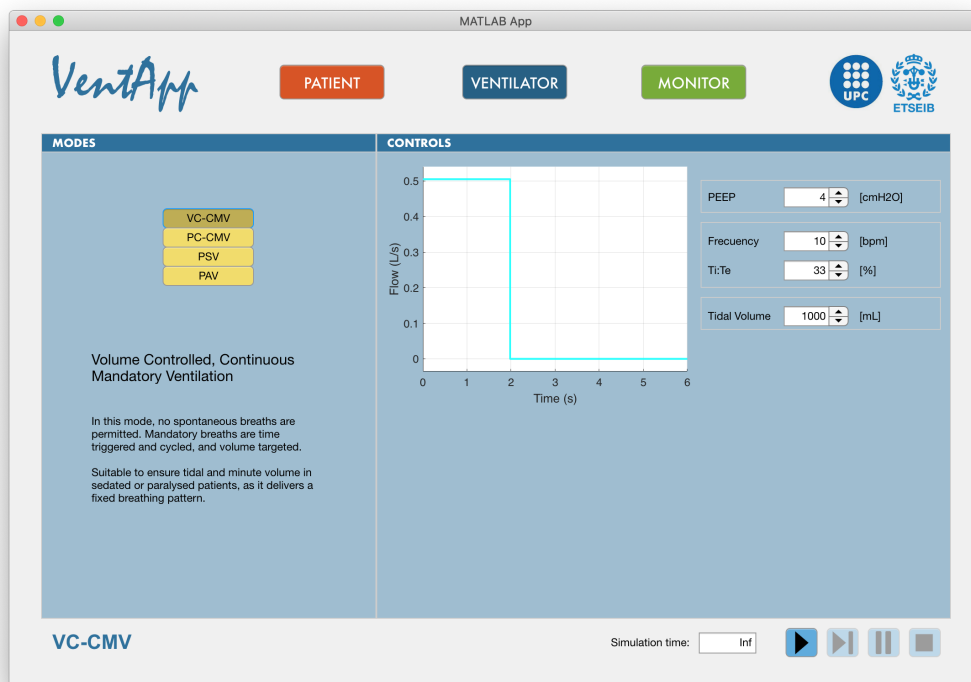 MATLAB App
VentApp
PATIENT
VENTILATOR
MONITOR
UPC
ETSEIB
MODES
CONTROLS
VC-CMV
PC-CMV
PSV
PAV
Volume Controlled, Continuous
Mandatory Ventilation
In this mode, no spontaneous breaths are
permitted. Mandatory breaths are time
triggered and cycled, and volume targeted.
Suitable to ensure tidal and minute volume in
sedated or paralysed patients, as it delivers a
fixed breathing pattern.
Flow (L/s)
0.5
0.4
0.3
0.2
0.1
0
0 1 2 3 4 5 6
Time (s)
PEEP 4 [cmH2O]
Frecuency 10 [bpm]
Ti:Te 33 [%]
Tidal Volume 1000 [mL]
VC-CMV
Simulation time: Inf